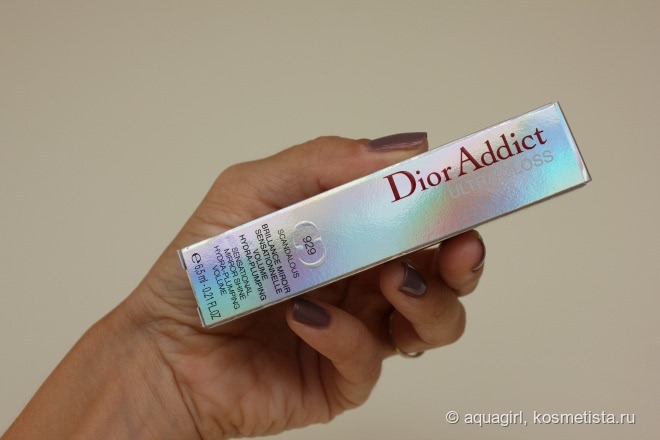 Dior Addict
ULTRA-GLOSS
929
SCANDALOUS
BRILLANCE MIROIR
SENSATIONNELLE
VOLUME
HYDRA-PLUMPING
SENSATIONAL
MIRROR SHINE
HYDRA-PLUMPING
VOLUME
℮ 6,5 ml - 0.21 FL.OZ.
© aquagirl, kosmetista.ru